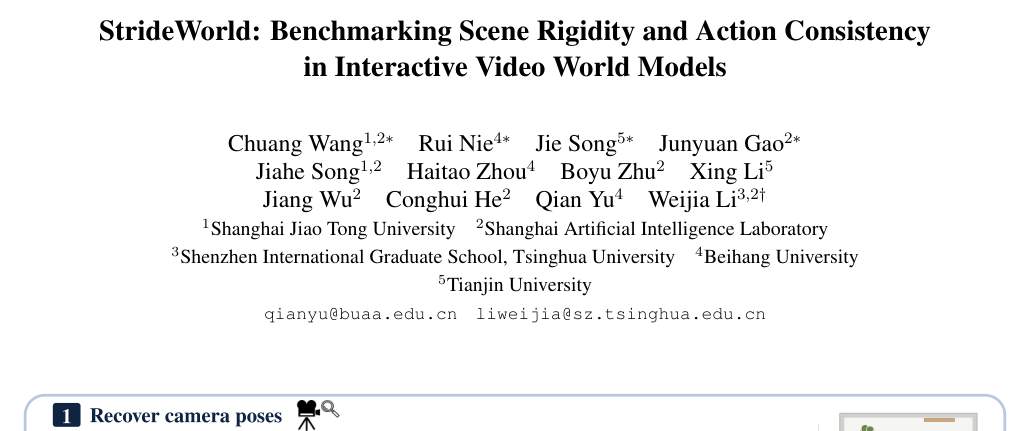 StrideWorld: Benchmarking Scene Rigidity and Action Consistency
in Interactive Video World Models
Chuang Wang1,2* Rui Nie4* Jie Song5* Junyuan Gao2*
Jiahe Song1,2 Haitao Zhou4 Boyu Zhu2 Xing Li5
Jiang Wu2 Conghui He2 Qian Yu4 Weijia Li3,2†
1Shanghai Jiao Tong University 2Shanghai Artificial Intelligence Laboratory
3Shenzhen International Graduate School, Tsinghua University 4Beihang University
5Tianjin University
qianyu@buaa.edu.cn liweijia@sz.tsinghua.edu.cn
1 Recover camera poses